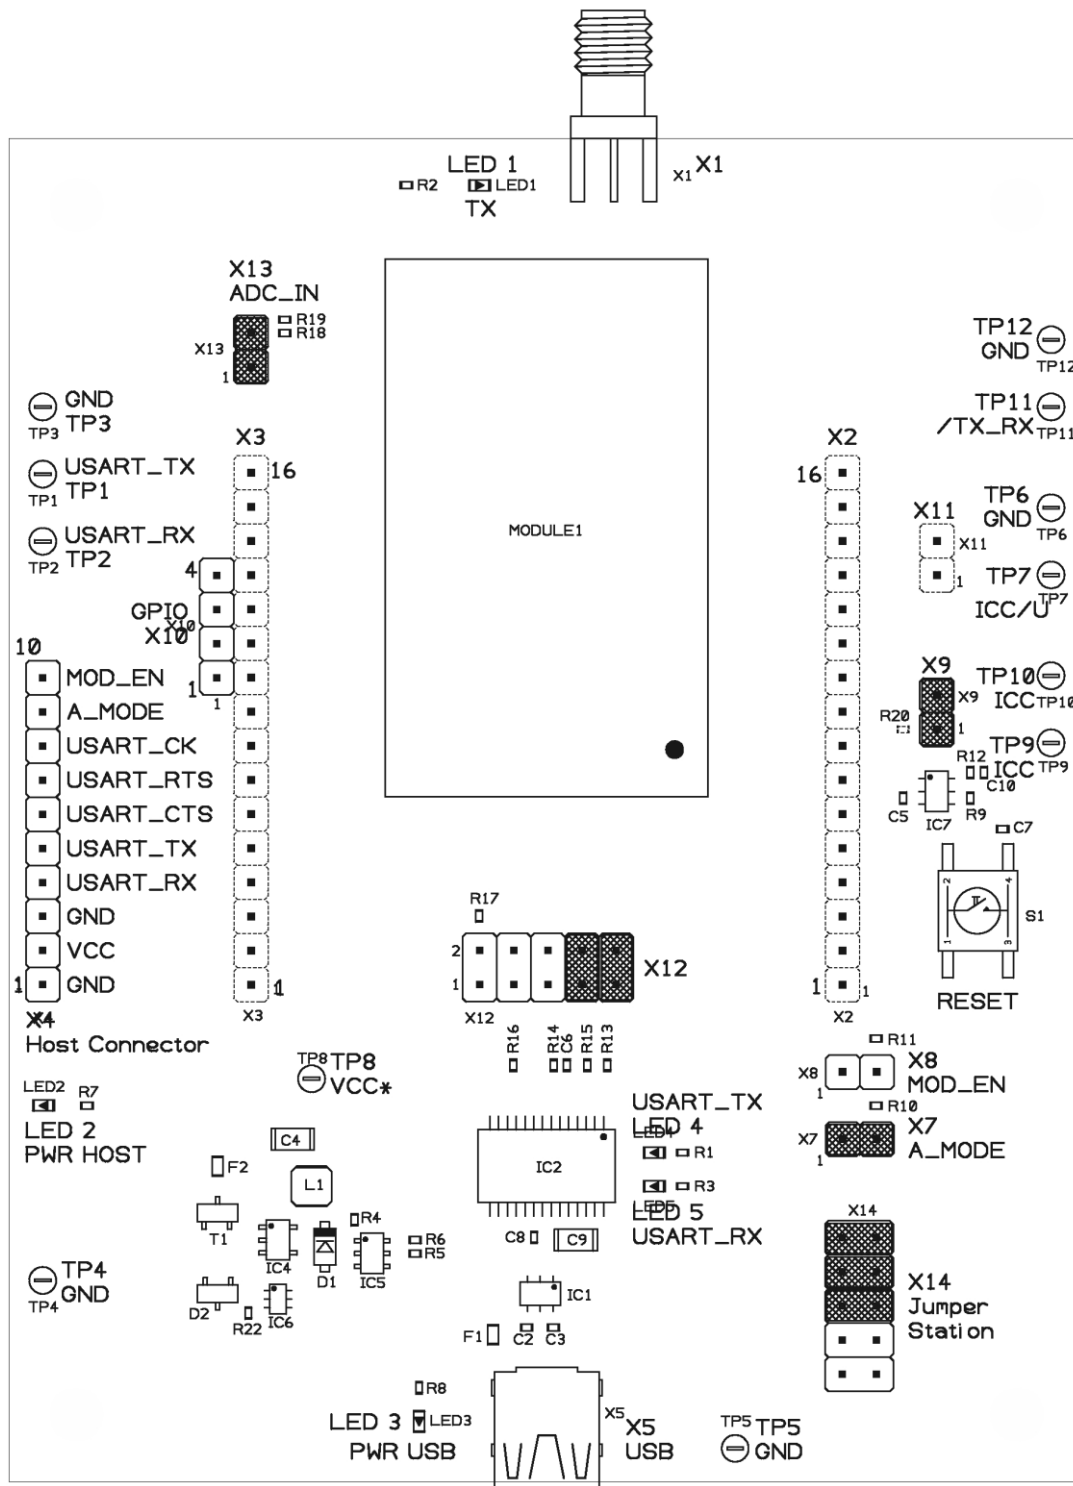 LED 1
R2
LED1
TX
X1 X1
X13
ADC_IN
R19
R18
X13
1
TP12
GND
TP12
GND
TP3
TP3
TP11
/TX_RX
TP11
X3
16
X2
16
USART_TX
TP1
TP1
MODULE1
TP6
GND
TP6
X11
X11
1
USART_RX
TP2
TP2
4
GPIO
X10
X10
1
1
TP7
ICC/U
TP7
10
MOD_EN
A_MODE
USART_CK
USART_RTS
USART_CTS
USART_TX
USART_RX
GND
VCC
1 GND
X4
Host Connector
X9
X9
R20
1
TP10
ICC
TP10
TP9
ICC
TP9
R12
C10
C5
IC7
R9
C7
2
4
1
3
S1
RESET
1
X3
R17
2
1
X12
X12
1
1
X2
R16
R14
C6
R15
R13
R11
X8
1
X8
MOD_EN
R10
X7
1
X7
A_MODE
TP8 TP8
VCC*
LED2
R7
LED 2
PWR HOST
USART_TX
LED 4
LED4
R1
R3
LED5
LED 5
USART_RX
C4
F2
L1
IC2
T1
R4
C8
C9
IC4
D1
IC5
R6
R5
X14
X14
Jumper
Station
TP4
GND
TP4
D2
R22
IC6
IC1
F1
C2
C3
R8
LED 3
LED3
PWR USB
X5
X5
USB
TP5 TP5
GND